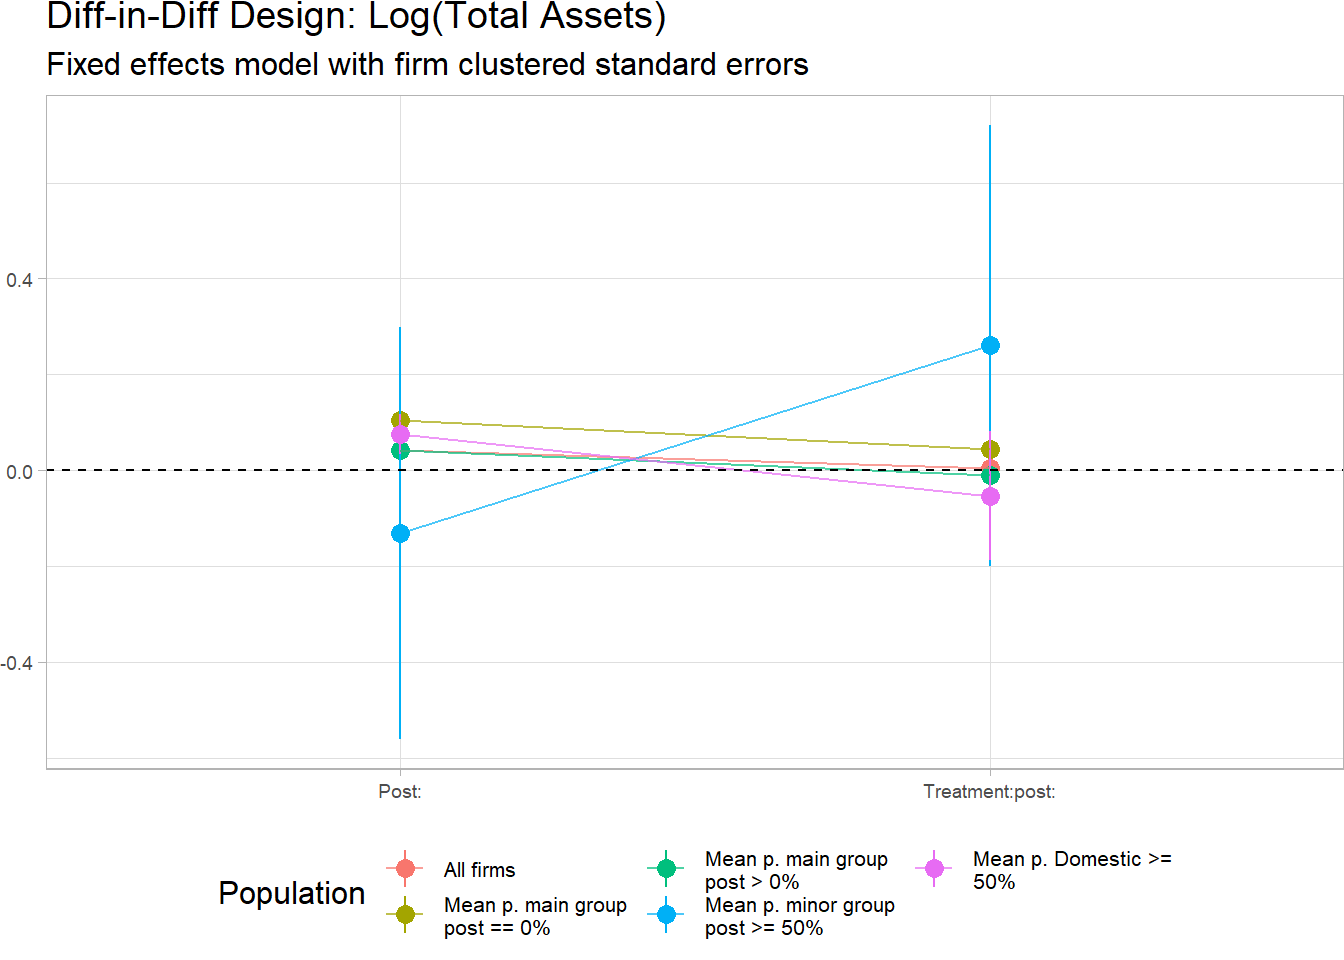 Diff-in-Diff Design: Log(Total Assets)
Fixed effects model with firm clustered standard errors
0.4
0.0
-0.4
Post:
Treatment:post:
Population
All firms
Mean p. main group
post == 0%
Mean p. main group
post > 0%
Mean p. minor group
post >= 50%
Mean p. Domestic >=
50%